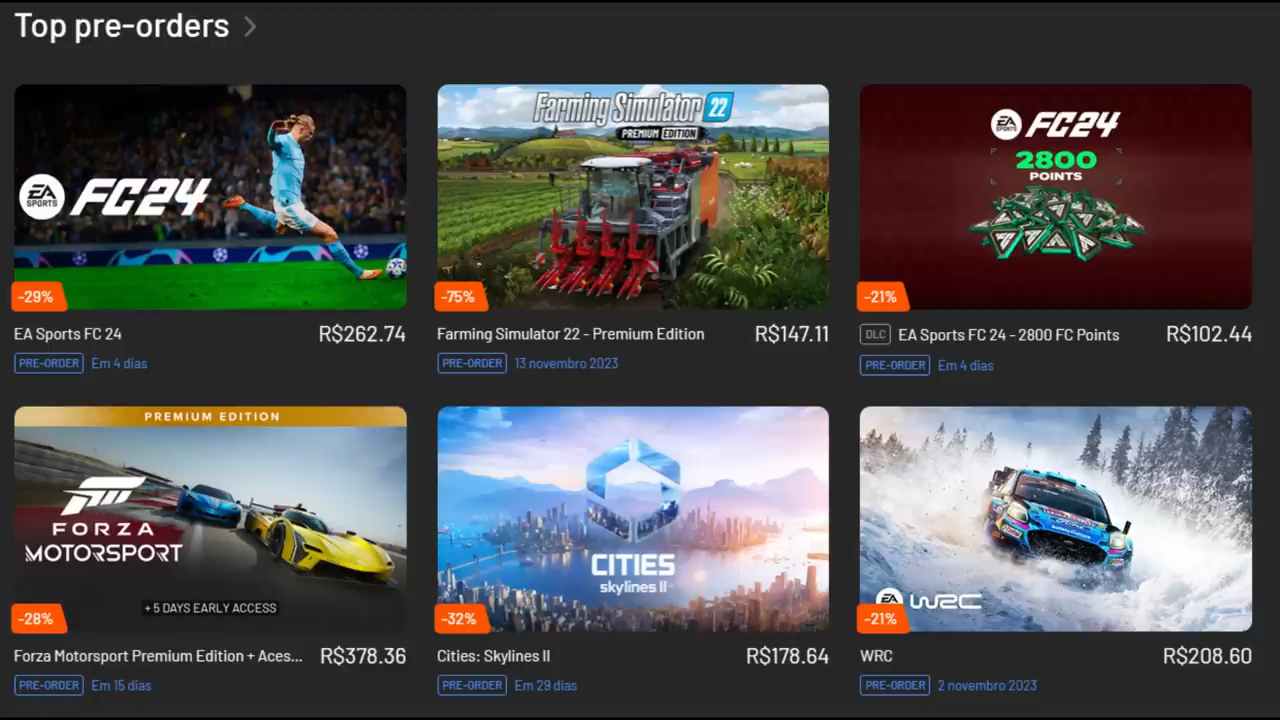 Top pre-orders >
EA SPORTS FC24
-29%
EA Sports FC 24 R$262.74
PRE-ORDER Em 4 dias
Farming Simulator 22
PREMIUM EDITION
-75%
Farming Simulator 22 - Premium Edition R$147.11
PRE-ORDER 13 novembro 2023
EA SPORTS FC24
2800
POINTS
-21%
DLC EA Sports FC 24 - 2800 FC Points R$102.44
PRE-ORDER Em 4 dias
PREMIUM EDITION
FORZA
MOTORSPORT
+ 5 DAYS EARLY ACCESS
-28%
Forza Motorsport Premium Edition + Aces... R$378.36
PRE-ORDER Em 15 dias
CITIES
skylines II
-32%
Cities: Skylines II R$178.64
PRE-ORDER Em 29 dias
EA WRC
-21%
WRC R$208.60
PRE-ORDER 2 novembro 2023